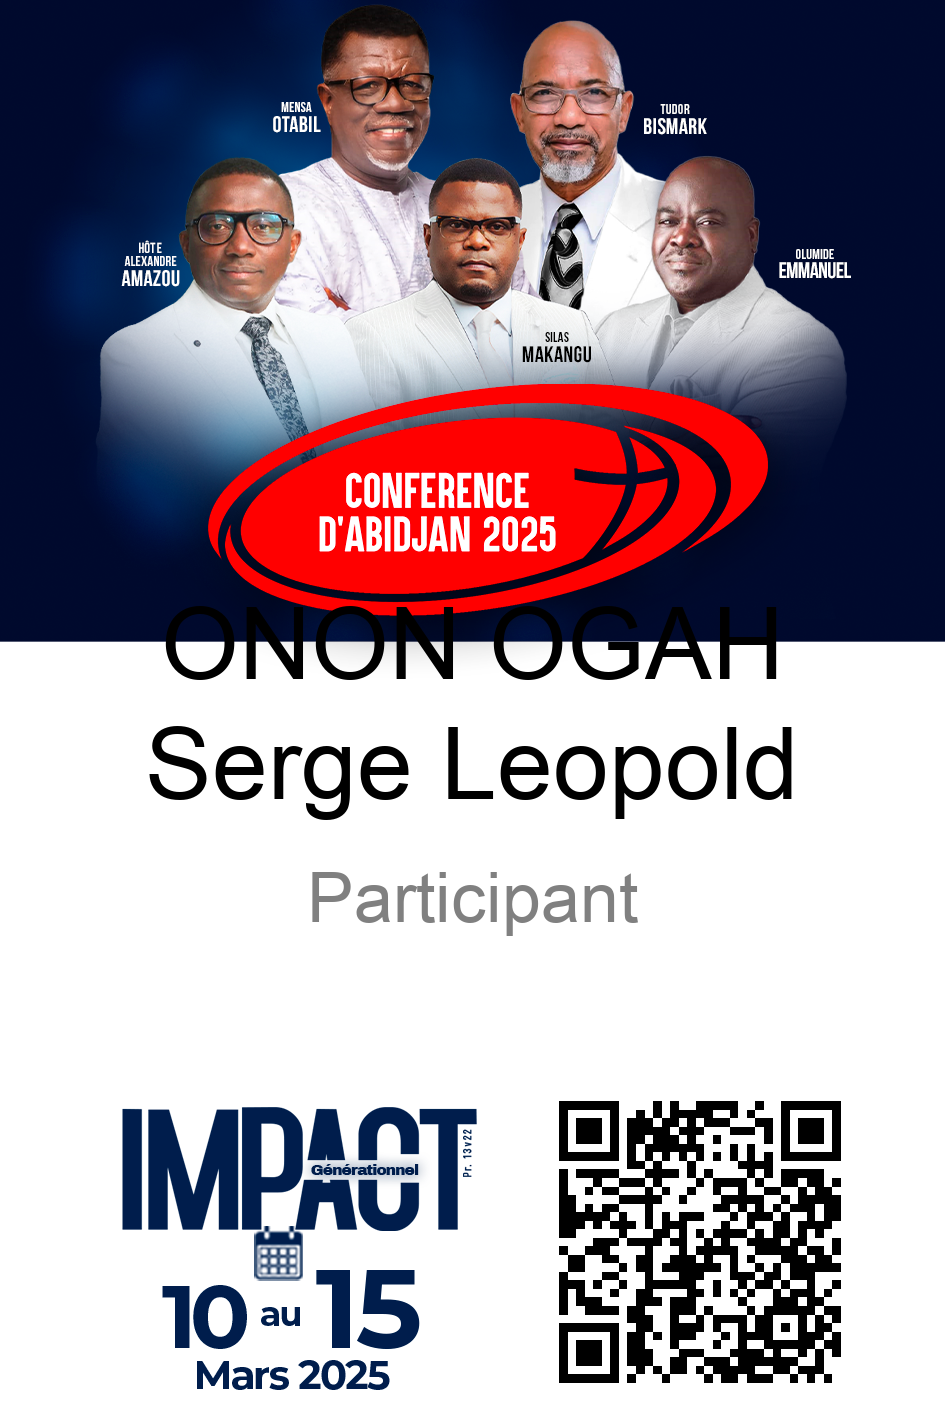 MENSA
OTABIL
TUDOR
BISMARK
HÔTE
ALEXANDRE
AMAZOU
OLUMIDE
EMMANUEL
SILAS
MAKANGU
CONFERENCE
D'ABIDJAN 2025
ONON OGAH
Serge Leopold
Participant
IMPACT
Générationnel
Pr. 13v22
10 au 15
Mars 2025